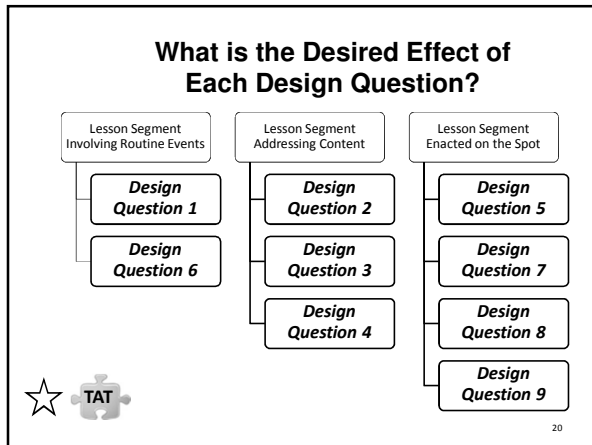 What is the Desired Effect of
Each Design Question?
Lesson Segment
Involving Routine Events
Design
Question 1
Design
Question 6
Lesson Segment
Addressing Content
Design
Question 2
Design
Question 3
Design
Question 4
Lesson Segment
Enacted on the Spot
Design
Question 5
Design
Question 7
Design
Question 8
Design
Question 9
TAT
20